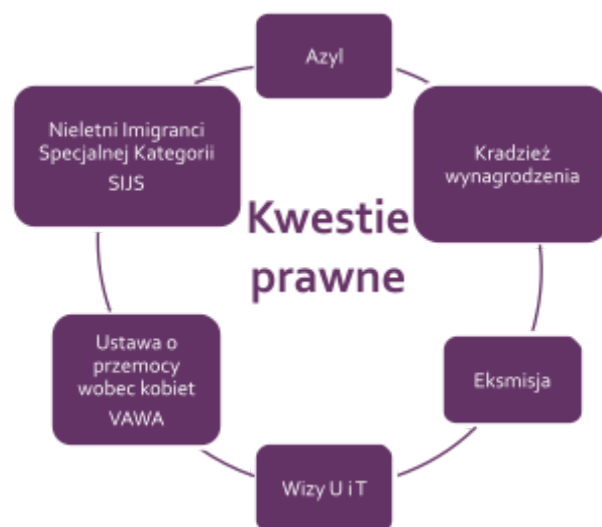 Azyl
Kradzież
wynagrodzenia
Eksmisja
Wizy U i T
Ustawa o
przemocy
wobec kobiet
VAWA
Nieletni Imigranci
Specjalnej Kategorii
SIJS
Kwestie
prawne